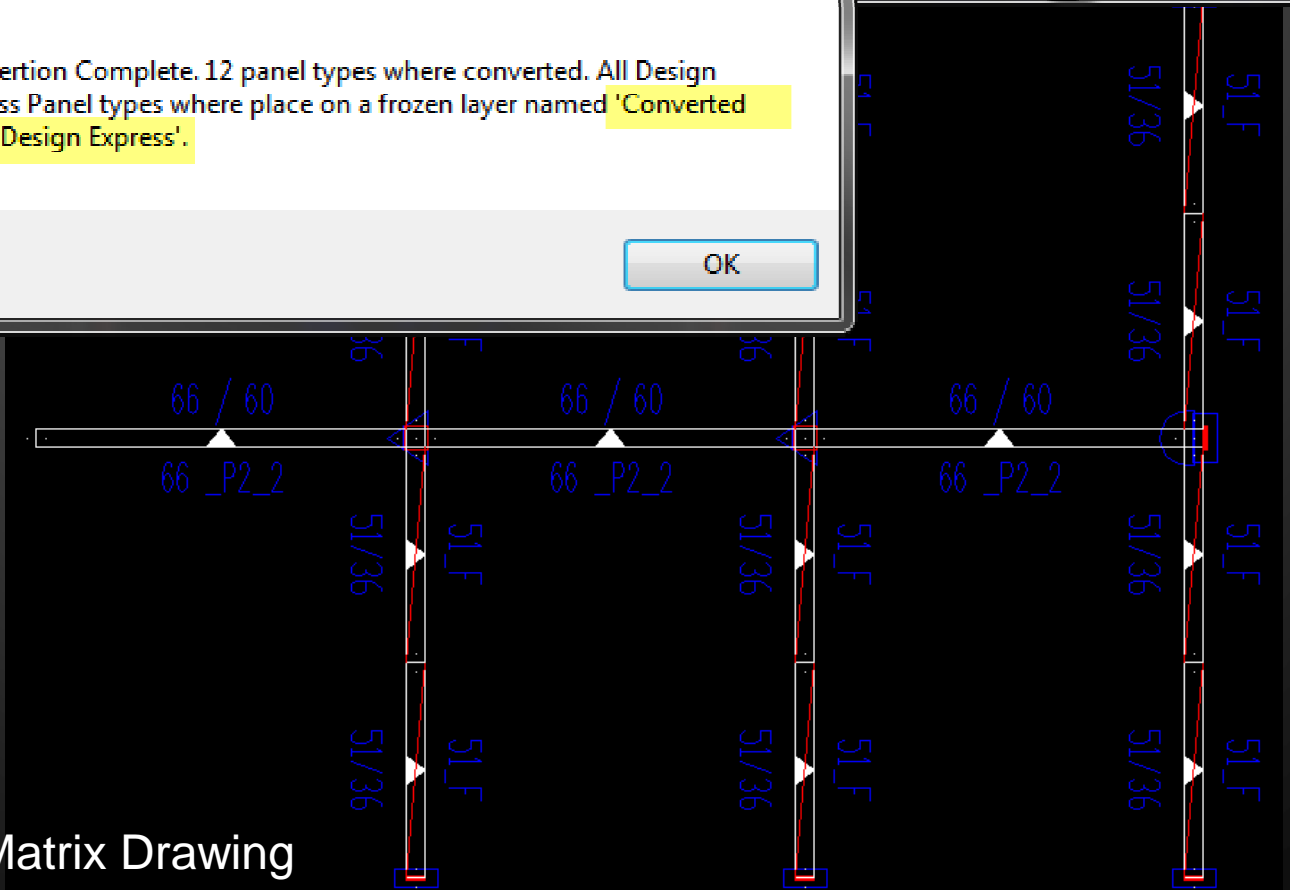 ertion Complete. 12 panel types where converted. All Design
ss Panel types where place on a frozen layer named 'Converted
Design Express'.
OK
51/36
51_F
51/36
51_F
66 / 60
66 / 60
66 / 60
66 _P2_2
66 _P2_2
66 _P2_2
51/36
51_F
51/36
51_F
51/36
51_F
51/36
51_F
51/36
51_F
51/36
51_F
Matrix Drawing